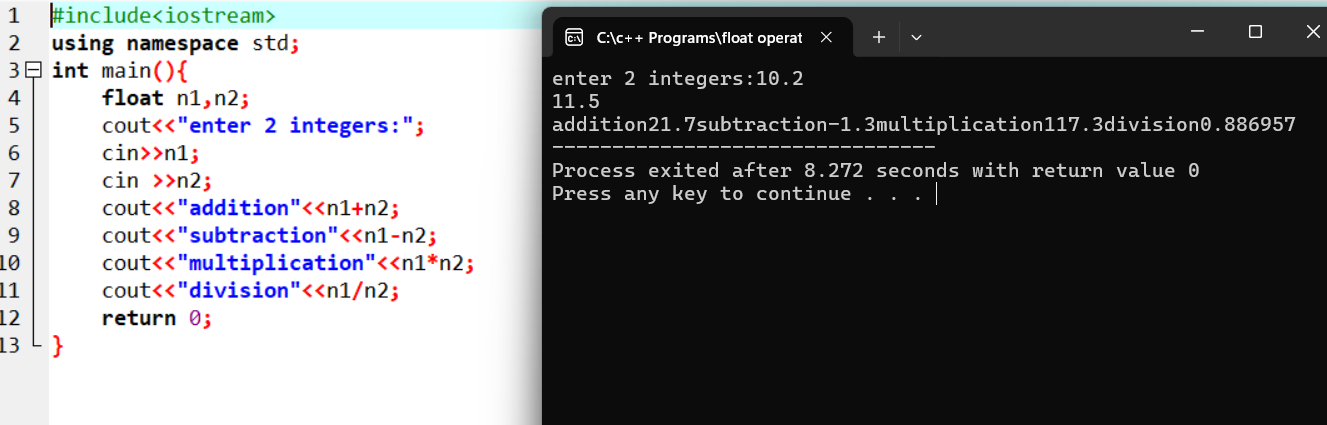 1 #include<iostream>
2 using namespace std;
3 int main(){
4 float n1,n2;
5 cout<<"enter 2 integers:";
6 cin>>n1;
7 cin >>n2;
8 cout<<"addition"<<n1+n2;
9 cout<<"subtraction"<<n1-n2;
10 cout<<"multiplication"<<n1*n2;
11 cout<<"division"<<n1/n2;
12 return 0;
13 }
C:\c++ Programs\float operat
enter 2 integers:10.2
11.5
addition21.7subtraction-1.3multiplication117.3division0.886957
--------------------------------
Process exited after 8.272 seconds with return value 0
Press any key to continue . . .